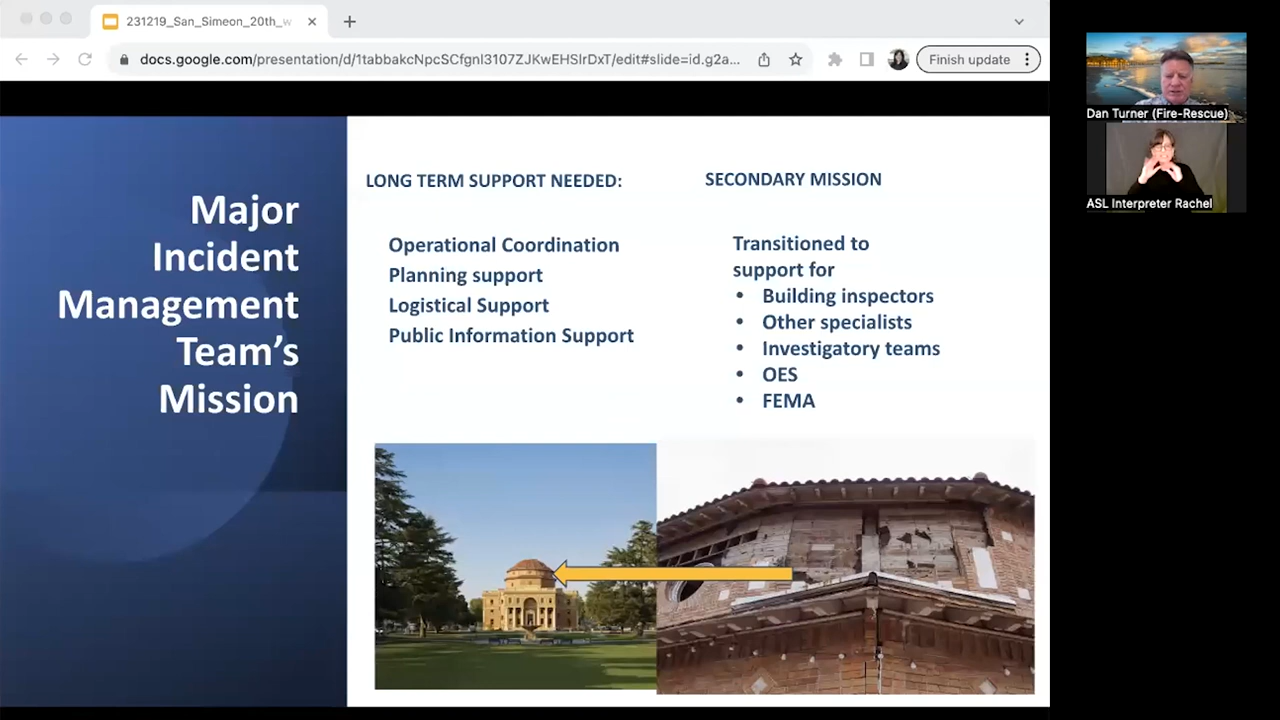 231219_San_Simeon_20th_w
docs.google.com/presentation/d/1tabbakcNpcSCfgnl3107ZJKwEHSlrDxT/edit#slide=id.g2a...
Finish update
Major
Incident
Management
Team's
Mission
LONG TERM SUPPORT NEEDED:
Operational Coordination
Planning support
Logistical Support
Public Information Support
SECONDARY MISSION
Transitioned to
support for
• Building inspectors
• Other specialists
• Investigatory teams
• OES
• FEMA
Dan Turner (Fire-Rescue)
ASL Interpreter Rachel